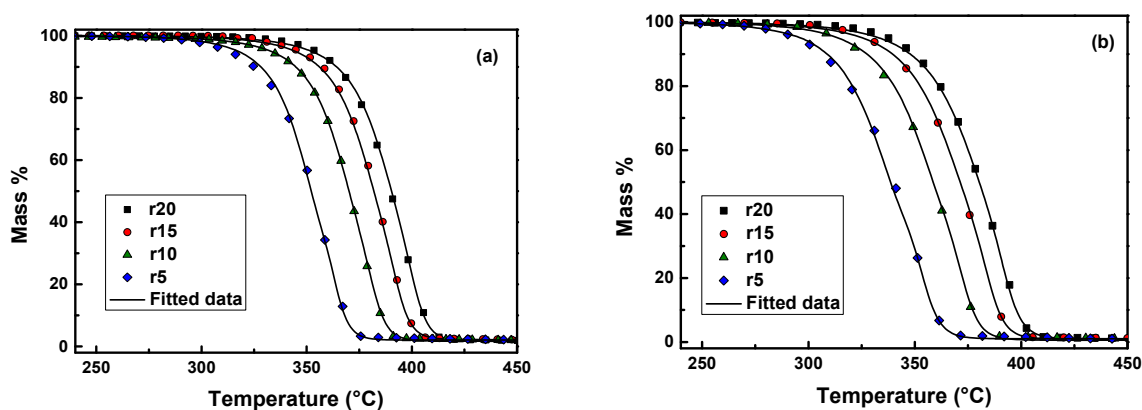 (a)
100
80
60
40
20
0
Mass %
r20
r15
r10
r5
Fitted data
250 300 350 400 450
Temperature (°C)
(b)
100
80
60
40
20
0
Mass %
r20
r15
r10
r5
Fitted data
250 300 350 400 450
Temperature (°C)